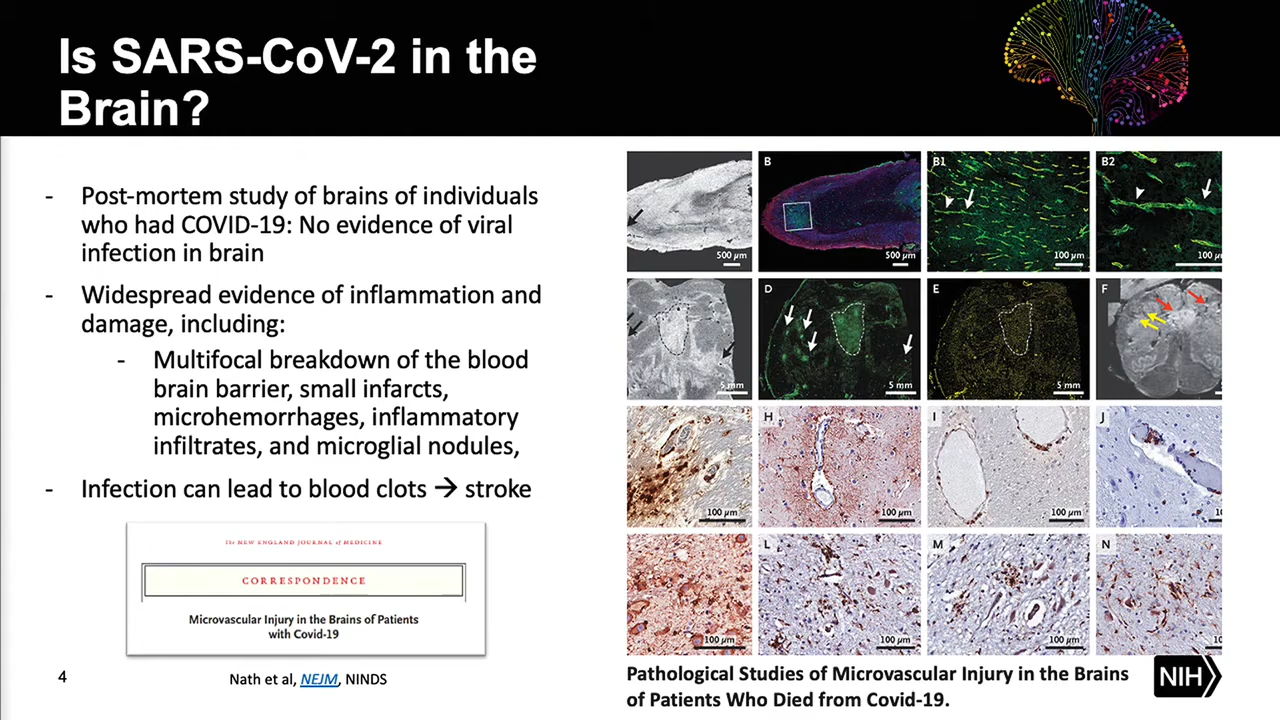 Is SARS-CoV-2 in the
Brain?
- Post-mortem study of brains of individuals
who had COVID-19: No evidence of viral
infection in brain
- Widespread evidence of inflammation and
damage, including:
- Multifocal breakdown of the blood
brain barrier, small infarcts,
microhemorrhages, inflammatory
infiltrates, and microglial nodules,
- Infection can lead to blood clots → stroke
The NEW ENGLAND JOURNAL of MEDICINE
CORRESPONDENCE
Microvascular Injury in the Brains of Patients
with Covid-19
4
Nath et al, NEJM, NINDS
B B1 B2
500 µm 500 µm 100 µm 100 µ
D E F
5 mm 5 mm 5 mm
H I J
100 µm 100 µm 100 µm 10
L M N
100 µm 100 µm 100 µm 10
Pathological Studies of Microvascular Injury in the Brains
of Patients Who Died from Covid-19.
NIH